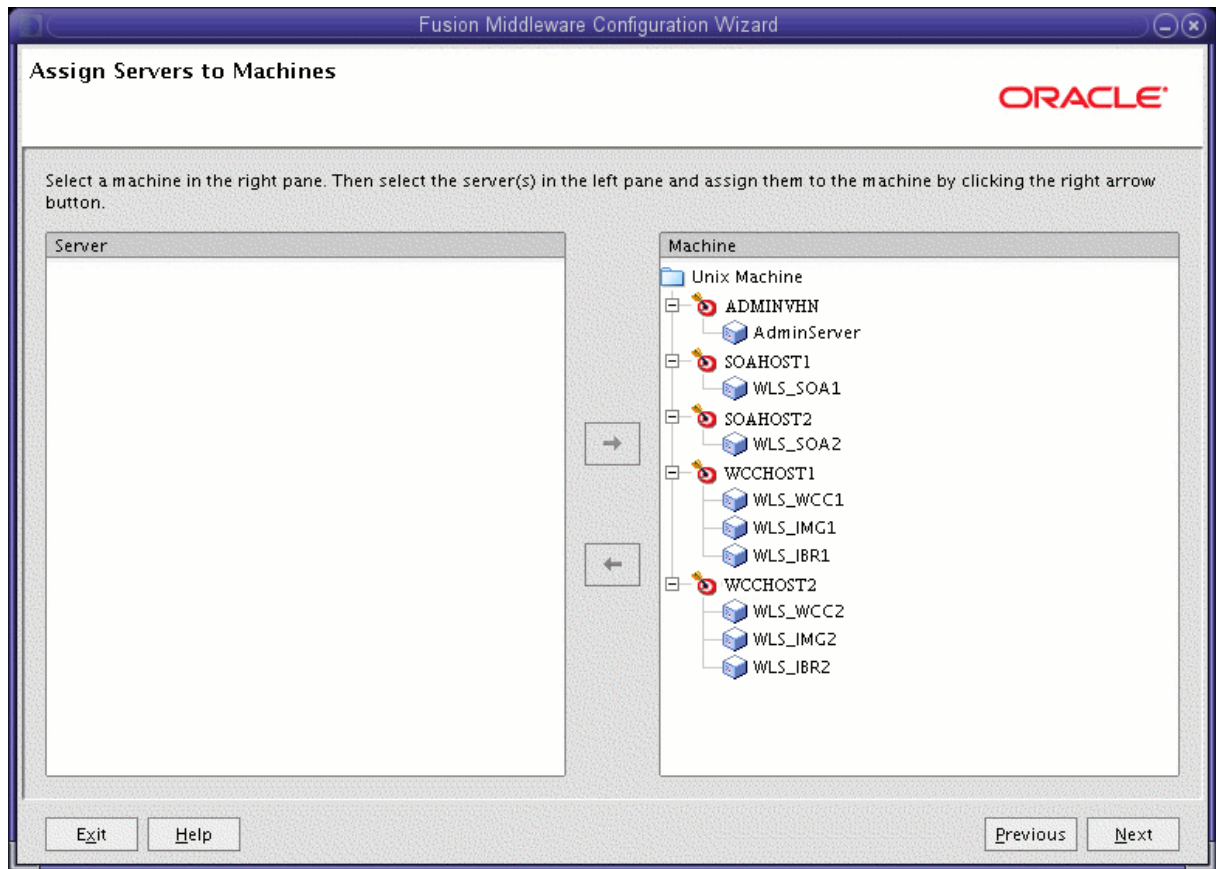 Fusion Middleware Configuration Wizard
Assign Servers to Machines
ORACLE
Select a machine in the right pane. Then select the server(s) in the left pane and assign them to the machine by clicking the right arrow
button.
Server
Machine
Unix Machine
ADMINVHN
AdminServer
SOAHOST1
WLS_SOA1
SOAHOST2
WLS_SOA2
WCCHOST1
WLS_WCC1
WLS_IMG1
WLS_IBR1
WCCHOST2
WLS_WCC2
WLS_IMG2
WLS_IBR2
Exit Help Previous Next